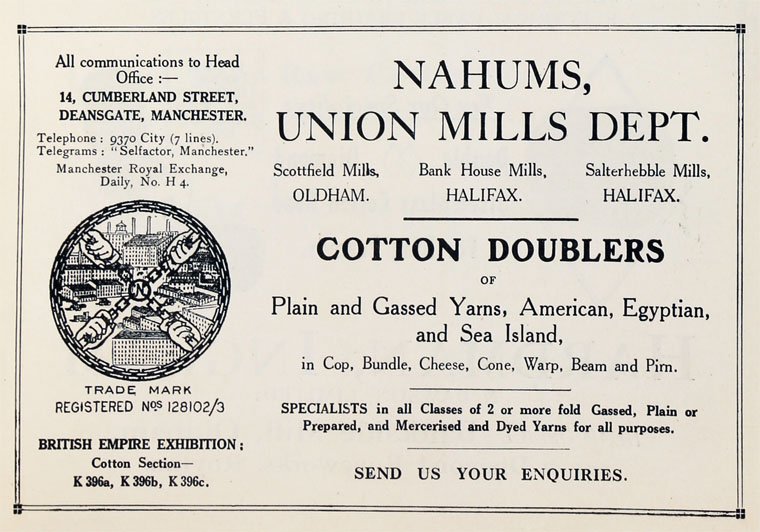 All communications to Head
Office :—
14, CUMBERLAND STREET,
DEANSGATE, MANCHESTER.
Telephone : 9370 City (7 lines).
Telegrams : "Selfactor, Manchester."
Manchester Royal Exchange,
Daily, No. H 4.
N
TRADE MARK
REGISTERED Nos 128102/3
BRITISH EMPIRE EXHIBITION:
Cotton Section—
K 396a, K 396b, K 396c.
NAHUMS,
UNION MILLS DEPT.
Scottfield Mills, Bank House Mills, Salterhebble Mills,
OLDHAM. HALIFAX. HALIFAX.
COTTON DOUBLERS
OF
Plain and Gassed Yarns, American, Egyptian,
and Sea Island,
in Cop, Bundle, Cheese, Cone, Warp, Beam and Pirn.
SPECIALISTS in all Classes of 2 or more fold Gassed, Plain or
Prepared, and Mercerised and Dyed Yarns for all purposes.
SEND US YOUR ENQUIRIES.